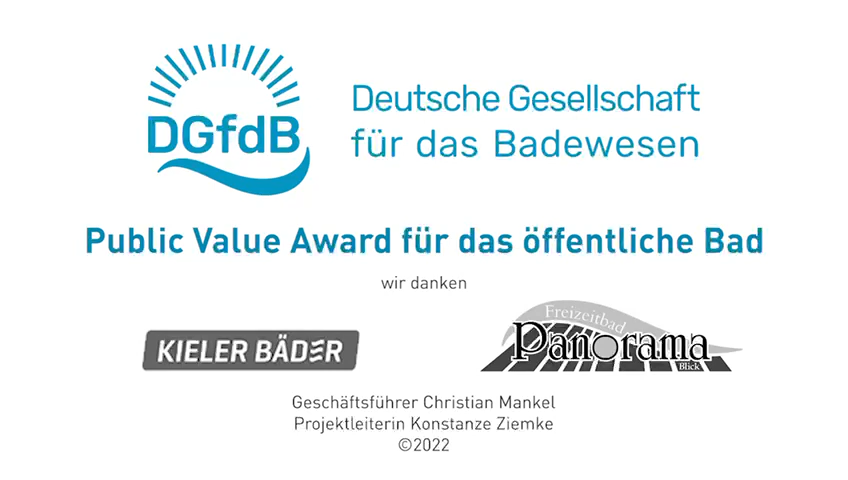 DGfdB
Deutsche Gesellschaft
für das Badewesen
Public Value Award für das öffentliche Bad
wir danken
KIELER BÄDER
Freizeitbad
Panorama
Blick
Geschäftsführer Christian Mankel
Projektleiterin Konstanze Ziemke
©2022